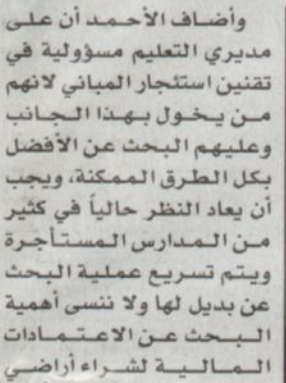 وأضاف الأحمد أن على
مديري التعليم مسؤولية في
تقنين استئجار المباني لانهم
من يخول بهذا الجانب
وعليهم البحث عن الأفضل
بكل الطرق الممكنة، ويجب
أن يعاد النظر حالياً في كثير
من المدارس المستأجرة
ويتم تسريع عملية البحث
عن بديل لها ولا ننسى أهمية
البحث عن الاعتمادات
المالية لشراء أراضي